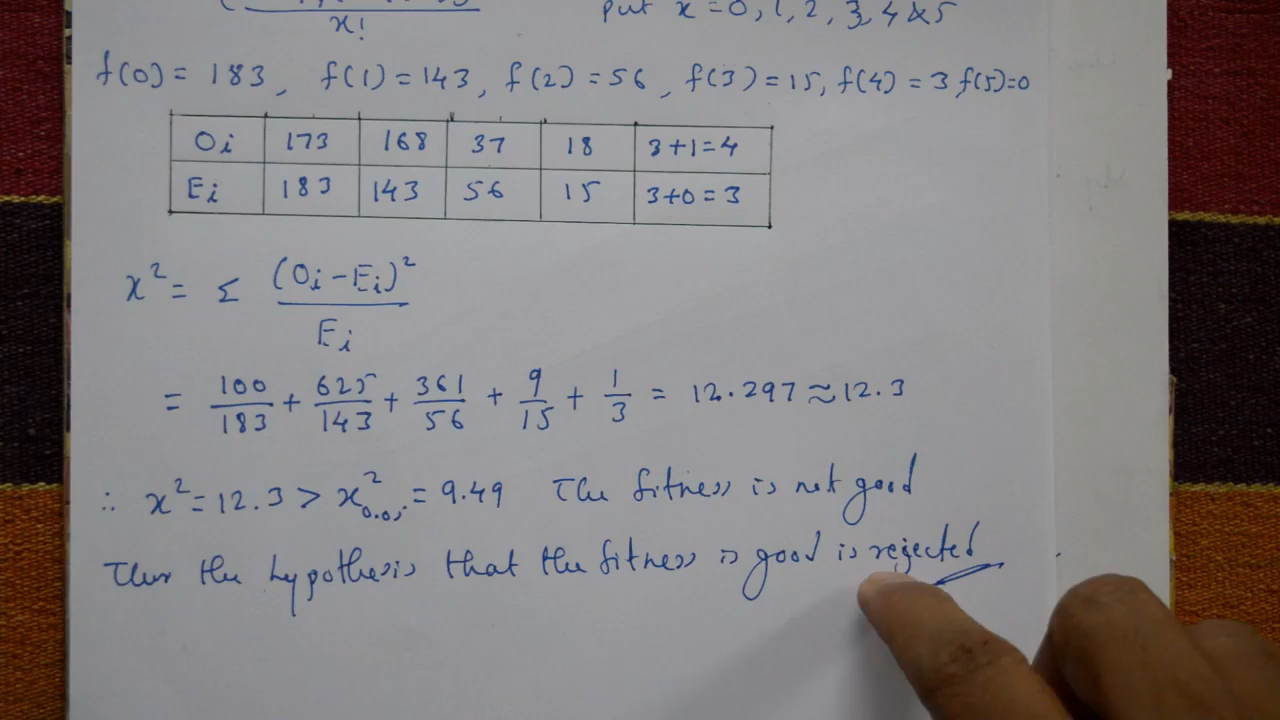 x! put x = 0, 1, 2, 3, 4 & 5
f(0) = 183, f(1) = 143, f(2) = 56, f(3) = 15, f(4) = 3 f(5)=0
Oi 173 168 37 18 3+1=4
Ei 183 143 56 15 3+0=3
x² = Σ (Oi - Ei)² / Ei
= 100/183 + 625/143 + 361/56 + 9/15 + 1/3 = 12.297 ≈ 12.3
∴ x² = 12.3 > x²0.05 = 9.49 The fitness is not good
Thus the hypothesis that the fitness is good is rejected